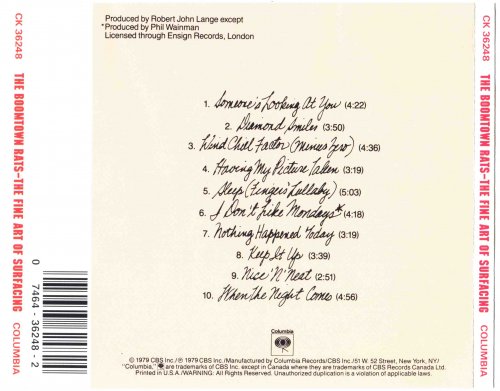 CK 36248 THE BOOMTOWN RATS–THE FINE ART OF SURFACING COLUMBIA
Produced by Robert John Lange except
*Produced by Phil Wainman
Licensed through Ensign Records, London
1. Someone's Looking At You (4:22)
2. Diamond Smiles (3:50)
3. Wind Chill Factor (Minus Zero) (4:36)
4. Having My Picture Taken (3:19)
5. Sleep (Finger's Lullaby) (5:03)
6. I Don't Like Mondays* (4:18)
7. Nothing Happened Today (3:19)
8. Keep It Up (3:39)
9. Nice 'N' Neat (2:51)
10. When The Night Comes (4:56)
0 7464-36248-2
Columbia
© 1979 CBS Inc./℗ 1979 CBS Inc./Manufactured by Columbia Records/CBS Inc./51 W. 52 Street, New York, NY/
"Columbia," are trademarks of CBS Inc. except in Canada where they are trademarks of CBS Records Canada Ltd.
Printed in U.S.A./WARNING: All Rights Reserved. Unauthorized duplication is a violation of applicable laws.
CK 36248 THE BOOMTOWN RATS–THE FINE ART OF SURFACING COLUMBIA